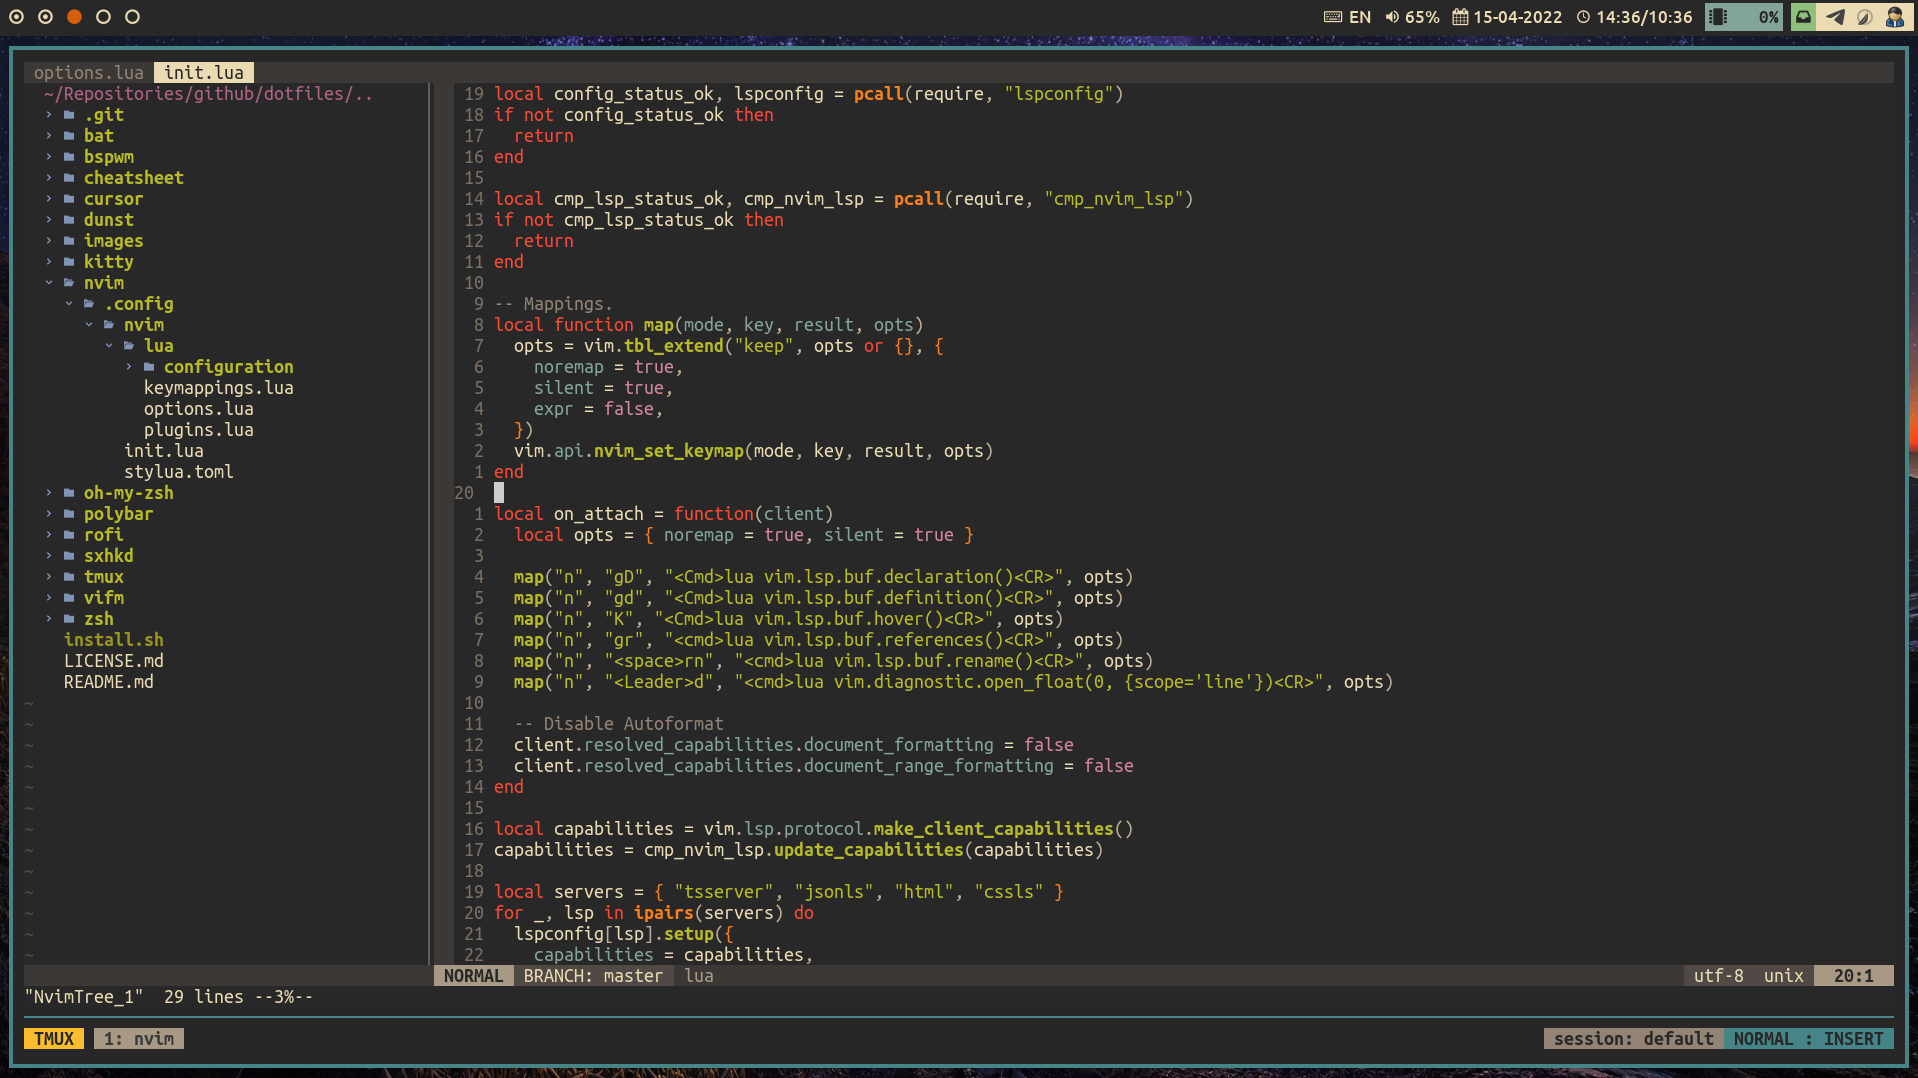 EN 65% 15-04-2022 14:36/10:36 0%
options.lua init.lua
~/Repositories/github/dotfiles/..
.git
bat
bspwm
cheatsheet
cursor
dunst
images
kitty
nvim
.config
nvim
lua
configuration
keymappings.lua
options.lua
plugins.lua
init.lua
stylua.toml
oh-my-zsh
polybar
rofi
sxhkd
tmux
vifm
zsh
install.sh
LICENSE.md
README.md
~
~
~
~
~
~
~
~
~
~
~
~
~
19 local config_status_ok, lspconfig = pcall(require, "lspconfig")
18 if not config_status_ok then
17   return
16 end
15
14 local cmp_lsp_status_ok, cmp_nvim_lsp = pcall(require, "cmp_nvim_lsp")
13 if not cmp_lsp_status_ok then
12   return
11 end
10
9 -- Mappings.
8 local function map(mode, key, result, opts)
7   opts = vim.tbl_extend("keep", opts or {}, {
6     noremap = true,
5     silent = true,
4     expr = false,
3   })
2   vim.api.nvim_set_keymap(mode, key, result, opts)
1 end
20
1 local on_attach = function(client)
2   local opts = { noremap = true, silent = true }
3
4   map("n", "gD", "<Cmd>lua vim.lsp.buf.declaration()<CR>", opts)
5   map("n", "gd", "<Cmd>lua vim.lsp.buf.definition()<CR>", opts)
6   map("n", "K", "<Cmd>lua vim.lsp.buf.hover()<CR>", opts)
7   map("n", "gr", "<cmd>lua vim.lsp.buf.references()<CR>", opts)
8   map("n", "<space>rn", "<cmd>lua vim.lsp.buf.rename()<CR>", opts)
9   map("n", "<Leader>d", "<cmd>lua vim.diagnostic.open_float(0, {scope='line'})<CR>", opts)
10
11   -- Disable Autoformat
12   client.resolved_capabilities.document_formatting = false
13   client.resolved_capabilities.document_range_formatting = false
14 end
15
16 local capabilities = vim.lsp.protocol.make_client_capabilities()
17 capabilities = cmp_nvim_lsp.update_capabilities(capabilities)
18
19 local servers = { "tsserver", "jsonls", "html", "cssls" }
20 for _, lsp in ipairs(servers) do
21   lspconfig[lsp].setup({
22     capabilities = capabilities,
NORMAL BRANCH: master lua utf-8 unix 20:1
"NvimTree_1"  29 lines --3%--
TMUX 1: nvim session: default NORMAL : INSERT